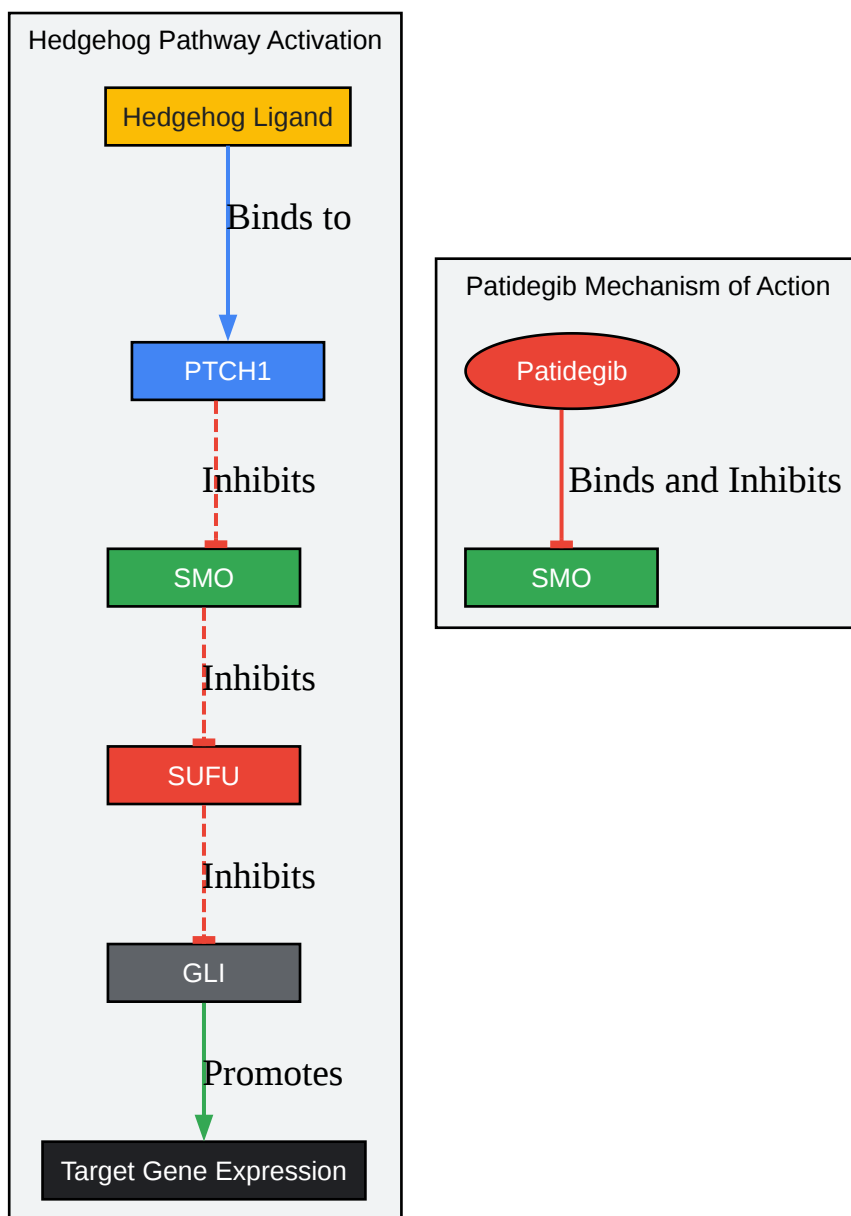 Hedgehog Pathway Activation
Hedgehog Ligand
Binds to
PTCH1
Inhibits
SMO
Inhibits
SUFU
Inhibits
GLI
Promotes
Target Gene Expression
Patidegib Mechanism of Action
Patidegib
Binds and Inhibits
SMO